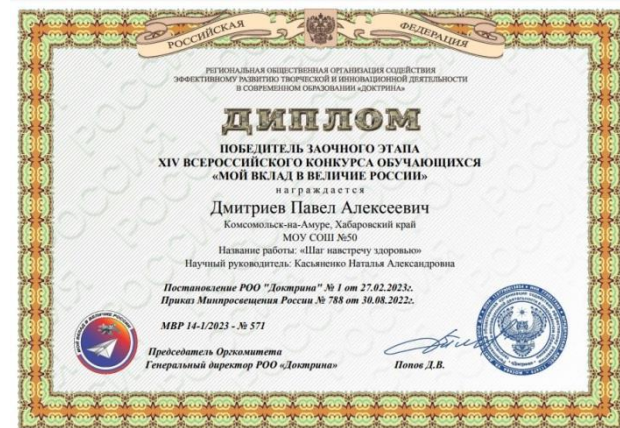 РОССИЙСКАЯ ФЕДЕРАЦИЯ
РЕГИОНАЛЬНАЯ ОБЩЕСТВЕННАЯ ОРГАНИЗАЦИЯ СОДЕЙСТВИЯ
ЭФФЕКТИВНОМУ РАЗВИТИЮ ТВОРЧЕСКОЙ И ИННОВАЦИОННОЙ ДЕЯТЕЛЬНОСТИ
В СОВРЕМЕННОМ ОБРАЗОВАНИИ «ДОКТРИНА»
ДИПЛОМ
ПОБЕДИТЕЛЬ ЗАОЧНОГО ЭТАПА
XIV ВСЕРОССИЙСКОГО КОНКУРСА ОБУЧАЮЩИХСЯ
«МОЙ ВКЛАД В ВЕЛИЧИЕ РОССИИ»
награждается
Дмитриев Павел Алексеевич
Комсомольск-на-Амуре, Хабаровский край
МОУ СОШ №50
Название работы: «Шаг навстречу здоровью»
Научный руководитель: Касьяненко Наталья Александровна
Постановление РОО "Доктрина" № 1 от 27.02.2023г.
Приказ Минпросвещения России № 788 от 30.08.2022г.
МВР 14-1/2023 - № 571
Председатель Оргкомитета
Генеральный директор РОО «Доктрина» Попов Д.В.
МОЙ ВКЛАД В ВЕЛИЧИЕ РОССИИ